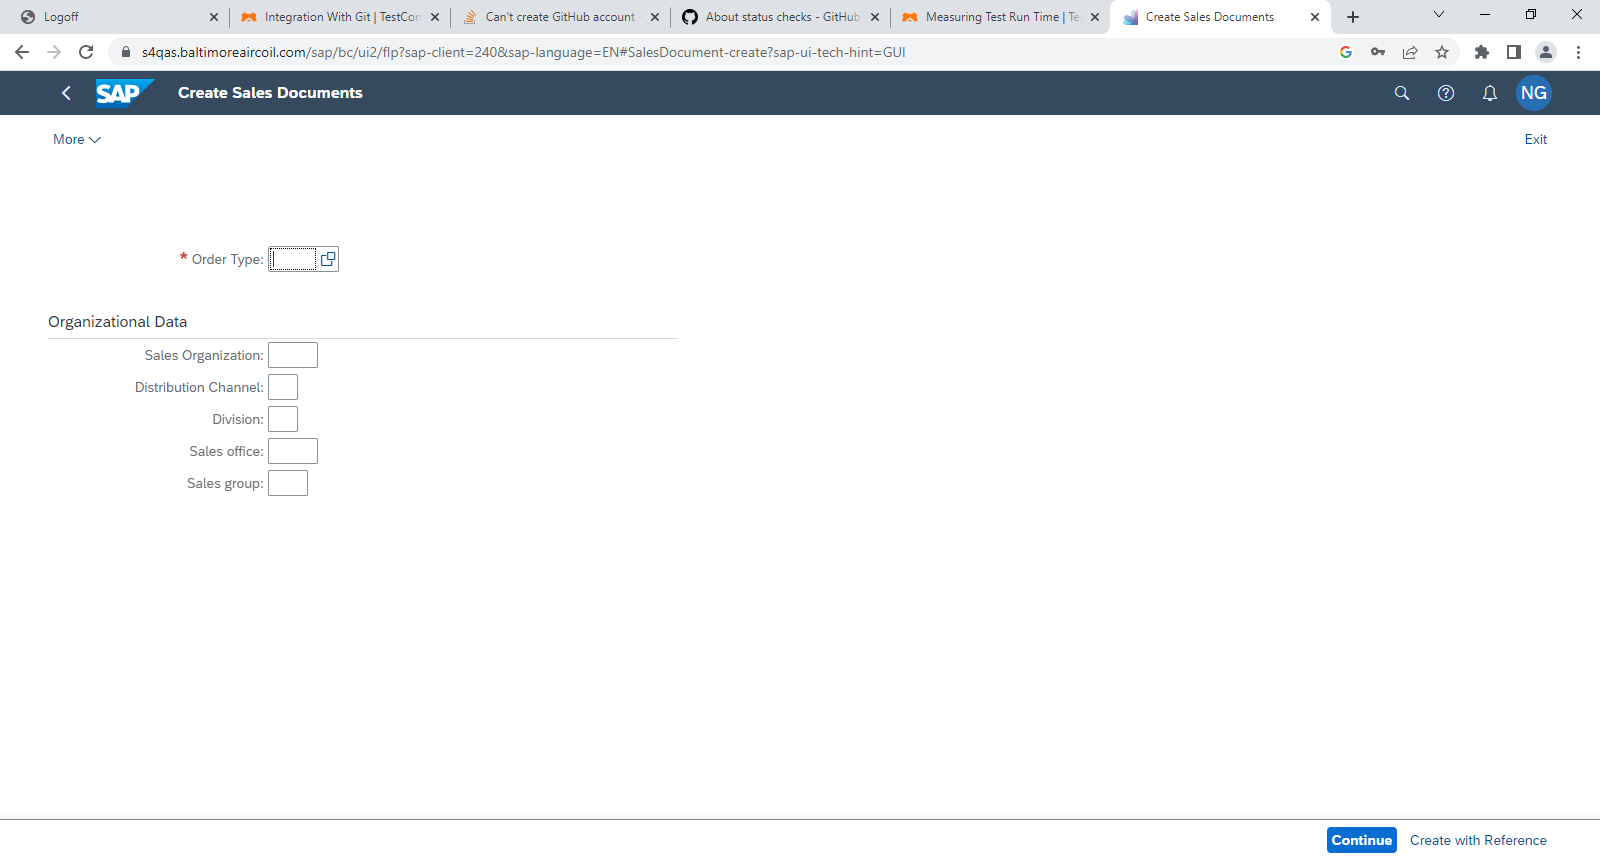 Logoff
Integration With Git | TestCom
Can't create GitHub account -
About status checks - GitHub
Measuring Test Run Time | Te
Create Sales Documents
s4qas.baltimoreaircoil.com/sap/bc/ui2/flp?sap-client=240&sap-language=EN#SalesDocument-create?sap-ui-tech-hint=GUI
SAP
Create Sales Documents
NG
More
Exit
* Order Type:
Organizational Data
Sales Organization:
Distribution Channel:
Division:
Sales office:
Sales group:
Continue
Create with Reference